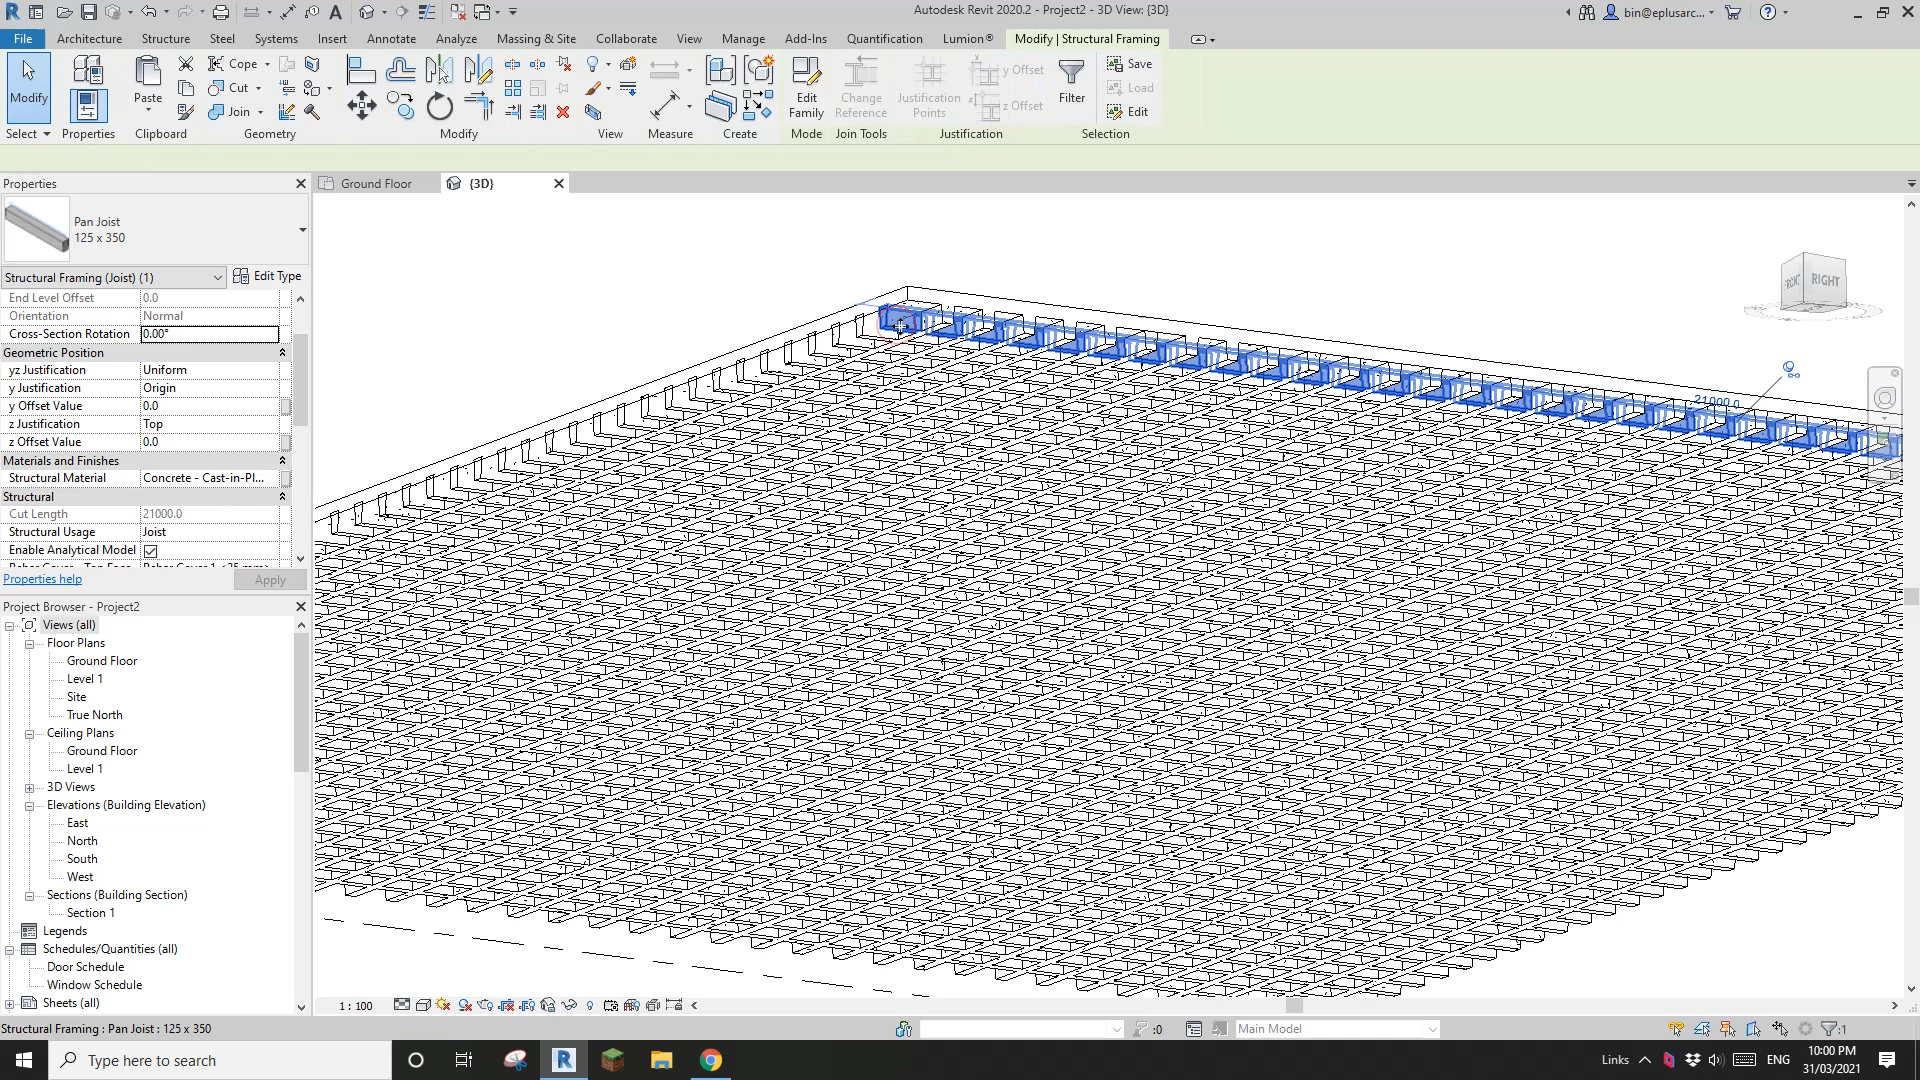 Autodesk Revit 2020.2 - Project2 - 3D View: {3D}
bin@eplusarc...
File Architecture Structure Steel Systems Insert Annotate Analyze Massing & Site Collaborate View Manage Add-Ins Quantification Lumion® Modify | Structural Framing
Modify
Paste
Cope
Cut
Join
Edit Family
Change Reference
Justification Points
y Offset
z Offset
Filter
Save
Load
Edit
Select Properties Clipboard Geometry Modify View Measure Create Mode Join Tools Justification Selection
Properties
Ground Floor
{3D}
Pan Joist
125 x 350
Structural Framing (Joist) (1)
Edit Type
End Level Offset 0.0
Orientation Normal
Cross-Section Rotation 0.00°
Geometric Position
yz Justification Uniform
y Justification Origin
y Offset Value 0.0
z Justification Top
z Offset Value 0.0
Materials and Finishes
Structural Material Concrete - Cast-in-Pl...
Structural
Cut Length 21000.0
Structural Usage Joist
Enable Analytical Model
Properties help
Apply
FRONT
RIGHT
21000.0
Project Browser - Project2
Views (all)
Floor Plans
Ground Floor
Level 1
Site
True North
Ceiling Plans
Ground Floor
Level 1
3D Views
Elevations (Building Elevation)
East
North
South
West
Sections (Building Section)
Section 1
Legends
Schedules/Quantities (all)
Door Schedule
Window Schedule
Sheets (all)
1 : 100
Structural Framing : Pan Joist : 125 x 350
:0
Main Model
:1
Type here to search
Links
ENG
10:00 PM
31/03/2021